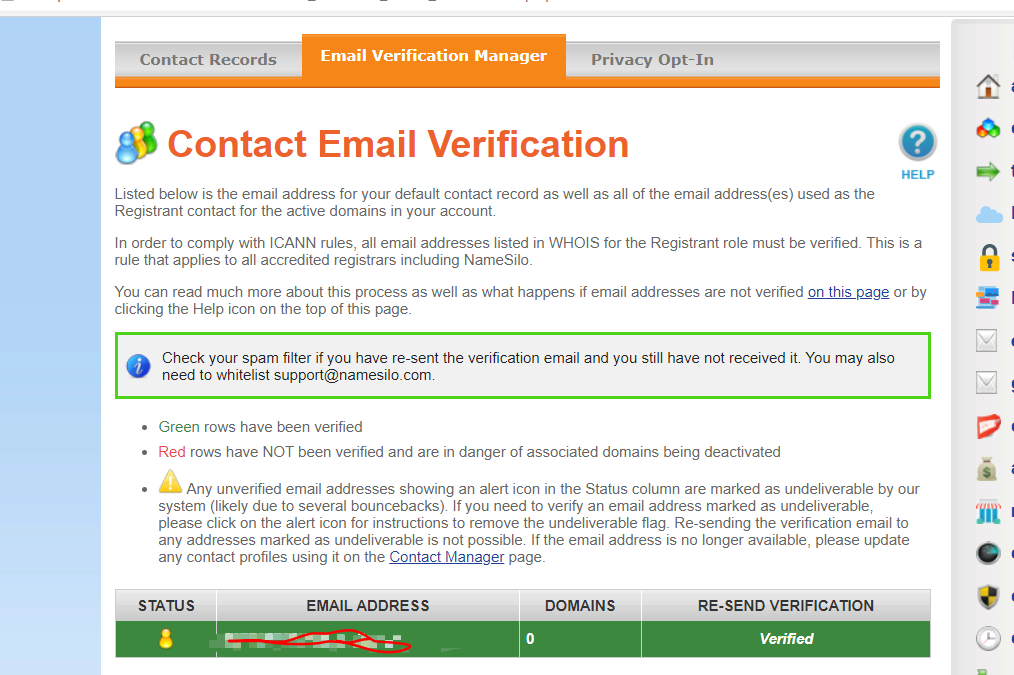 Contact Records
Email Verification Manager
Privacy Opt-In
Contact Email Verification
HELP
Listed below is the email address for your default contact record as well as all of the email address(es) used as the
Registrant contact for the active domains in your account.
In order to comply with ICANN rules, all email addresses listed in WHOIS for the Registrant role must be verified. This is a
rule that applies to all accredited registrars including NameSilo.
You can read much more about this process as well as what happens if email addresses are not verified on this page or by
clicking the Help icon on the top of this page.
Check your spam filter if you have re-sent the verification email and you still have not received it. You may also
need to whitelist support@namesilo.com.
Green rows have been verified
Red rows have NOT been verified and are in danger of associated domains being deactivated
Any unverified email addresses showing an alert icon in the Status column are marked as undeliverable by our
system (likely due to several bouncebacks). If you need to verify an email address marked as undeliverable,
please click on the alert icon for instructions to remove the undeliverable flag. Re-sending the verification email to
any addresses marked as undeliverable is not possible. If the email address is no longer available, please update
any contact profiles using it on the Contact Manager page.
STATUS EMAIL ADDRESS DOMAINS RE-SEND VERIFICATION
0 Verified